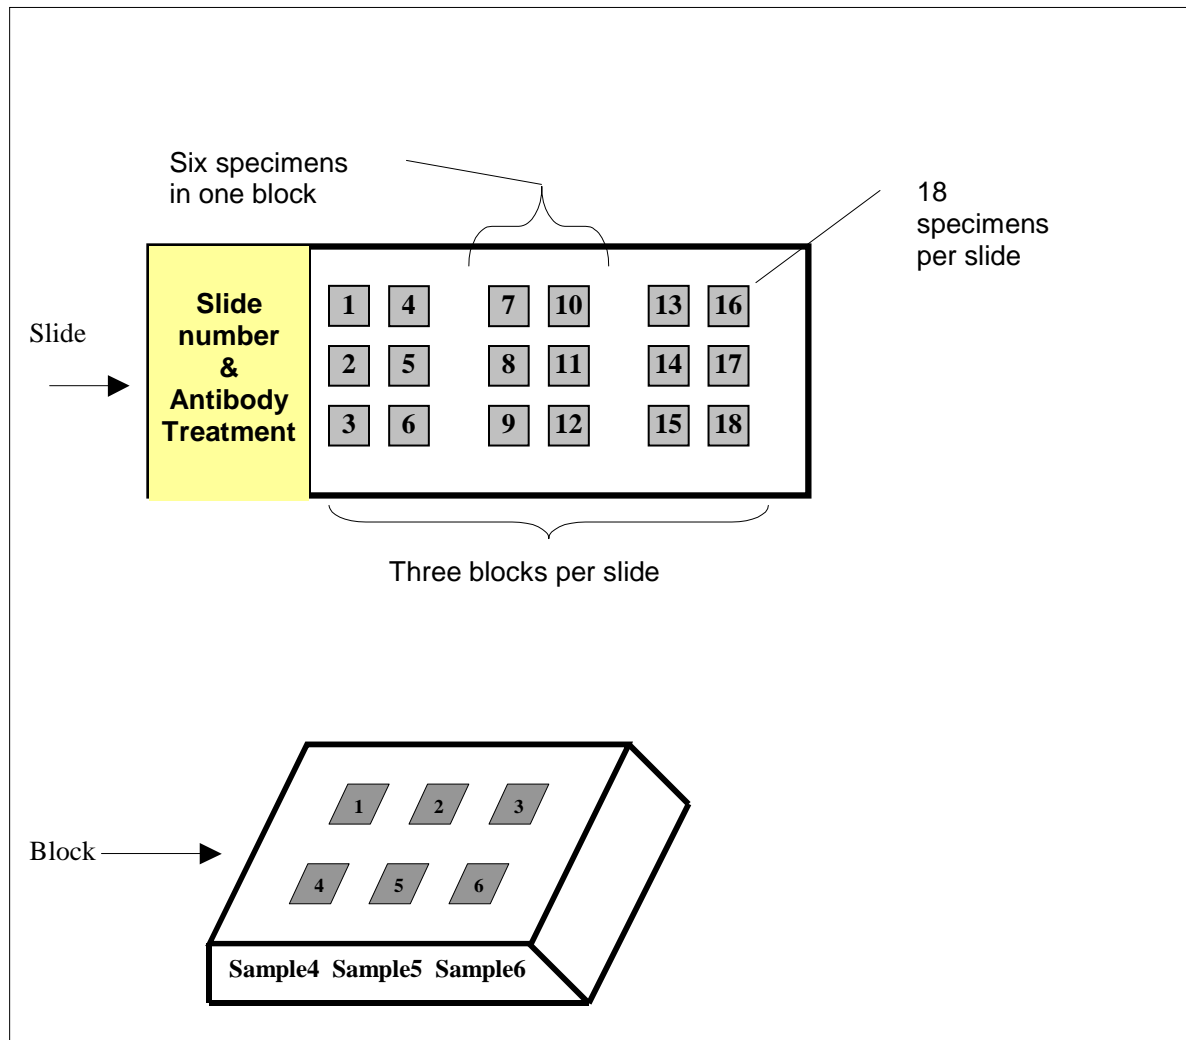 Six specimens
in one block
18
specimens
per slide
Slide
Slide
number
&
Antibody
Treatment
1 4 7 10 13 16
2 5 8 11 14 17
3 6 9 12 15 18
Three blocks per slide
Block
1 2 3
4 5 6
Sample4 Sample5 Sample6